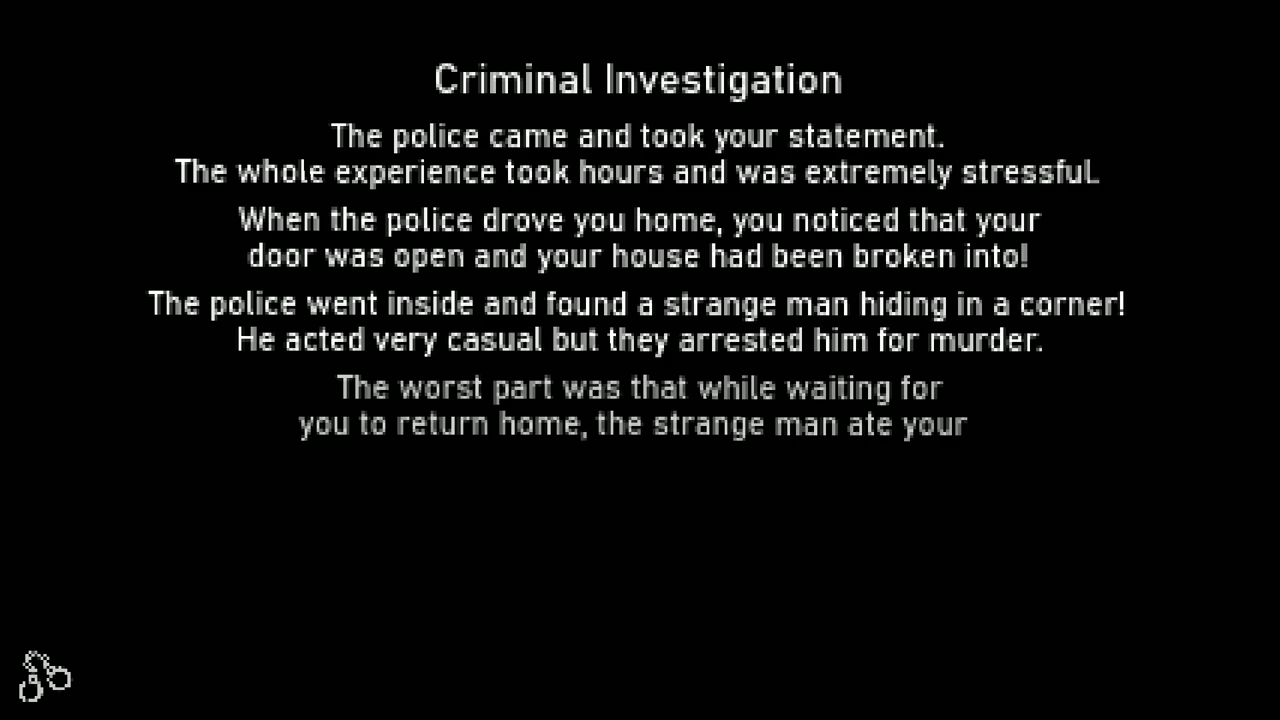 Criminal Investigation
The police came and took your statement.
The whole experience took hours and was extremely stressful.
When the police drove you home, you noticed that your
door was open and your house had been broken into!
The police went inside and found a strange man hiding in a corner!
He acted very casual but they arrested him for murder.
The worst part was that while waiting for
you to return home, the strange man ate your